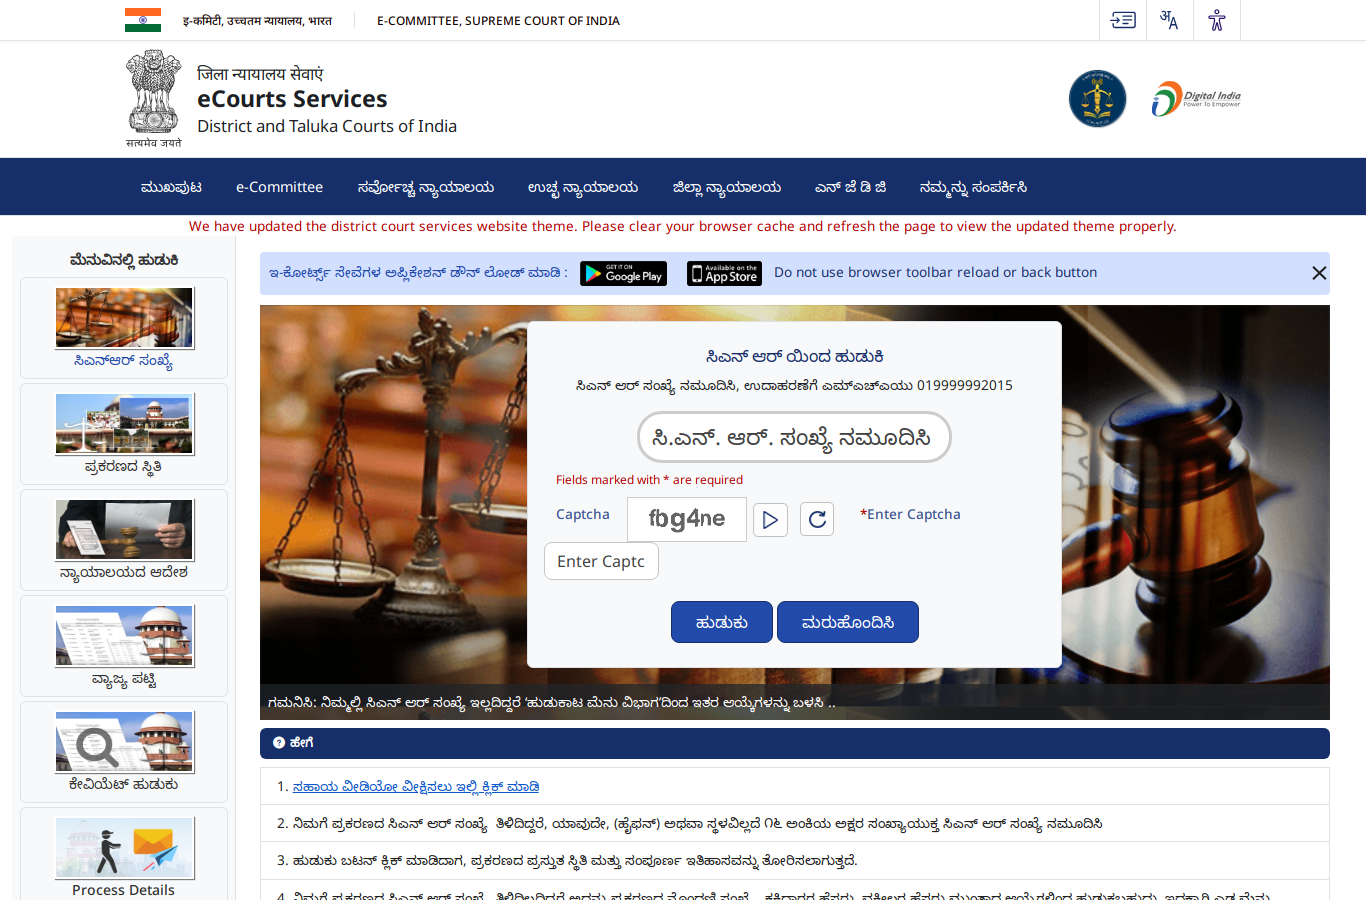 इ-कमिटी, उच्चतम न्यायालय, भारत
E-COMMITTEE, SUPREME COURT OF INDIA
अ
A
जिला न्यायालय सेवाएं
eCourts Services
District and Taluka Courts of India
सत्यमेव जयते
Digital India
Power To Empower
ಮುಖಪುಟ e-Committee ಸರ್ವೋಚ್ಚ ನ್ಯಾಯಾಲಯ ಉಚ್ಛ ನ್ಯಾಯಾಲಯ ಜಿಲ್ಲಾ ನ್ಯಾಯಾಲಯ ಎನ್ ಜೆ ಡಿ ಜಿ ನಮ್ಮನ್ನು ಸಂಪರ್ಕಿಸಿ
We have updated the district court services website theme. Please clear your browser cache and refresh the page to view the updated theme properly.
ಮೆನುವಿನಲ್ಲಿ ಹುಡುಕಿ
ಸಿಎನ್ಆರ್ ಸಂಖ್ಯೆ
ಪ್ರಕರಣದ ಸ್ಥಿತಿ
ನ್ಯಾಯಾಲಯದ ಆದೇಶ
ವ್ಯಾಜ್ಯ ಪಟ್ಟಿ
ಕೇವಿಯೆಟ್ ಹುಡುಕು
Process Details
ಇ-ಕೋರ್ಟ್ಸ್ ಸೇವೆಗಳ ಅಪ್ಲಿಕೇಶನ್ ಡೌನ್ ಲೋಡ್ ಮಾಡಿ :
GET IT ON
Google Play
Available on the
App Store
Do not use browser toolbar reload or back button
ಸಿಎನ್ ಆರ್ ಯಿಂದ ಹುಡುಕಿ
ಸಿಎನ್ ಆರ್ ಸಂಖ್ಯೆ ನಮೂದಿಸಿ, ಉದಾಹರಣೆಗೆ ಎಮ್ಎಚ್ಎಯು 019999992015
ಸಿ.ಎನ್. ಆರ್. ಸಂಖ್ಯೆ ನಮೂದಿಸಿ
Fields marked with * are required
Captcha
fbg4ne
*Enter Captcha
Enter Captc
ಹುಡುಕು
ಮರುಹೊಂದಿಸಿ
ಗಮನಿಸಿ: ನಿಮ್ಮಲ್ಲಿ ಸಿಎನ್ ಆರ್ ಸಂಖ್ಯೆ ಇಲ್ಲದಿದ್ದರೆ 'ಹುಡುಕಾಟ ಮೆನು ವಿಭಾಗ'ದಿಂದ ಇತರ ಆಯ್ಕೆಗಳನ್ನು ಬಳಸಿ ..
ಹೇಗೆ
1. ಸಹಾಯ ವೀಡಿಯೋ ವೀಕ್ಷಿಸಲು ಇಲ್ಲಿ ಕ್ಲಿಕ್ ಮಾಡಿ
2. ನಿಮಗೆ ಪ್ರಕರಣದ ಸಿಎನ್ ಆರ್ ಸಂಖ್ಯೆ ತಿಳಿದಿದ್ದರೆ, ಯಾವುದೇ, (ಹೈಫನ್) ಅಥವಾ ಸ್ಥಳವಿಲ್ಲದೆ ೧೬ ಅಂಕಿಯ ಅಕ್ಷರ ಸಂಖ್ಯಾಯುಕ್ತ ಸಿಎನ್ ಆರ್ ಸಂಖ್ಯೆ ನಮೂದಿಸಿ
3. ಹುಡುಕು ಬಟನ್ ಕ್ಲಿಕ್ ಮಾಡಿದಾಗ, ಪ್ರಕರಣದ ಪ್ರಸ್ತುತ ಸ್ಥಿತಿ ಮತ್ತು ಸಂಪೂರ್ಣ ಇತಿಹಾಸವನ್ನು ತೋರಿಸಲಾಗುತ್ತದೆ.